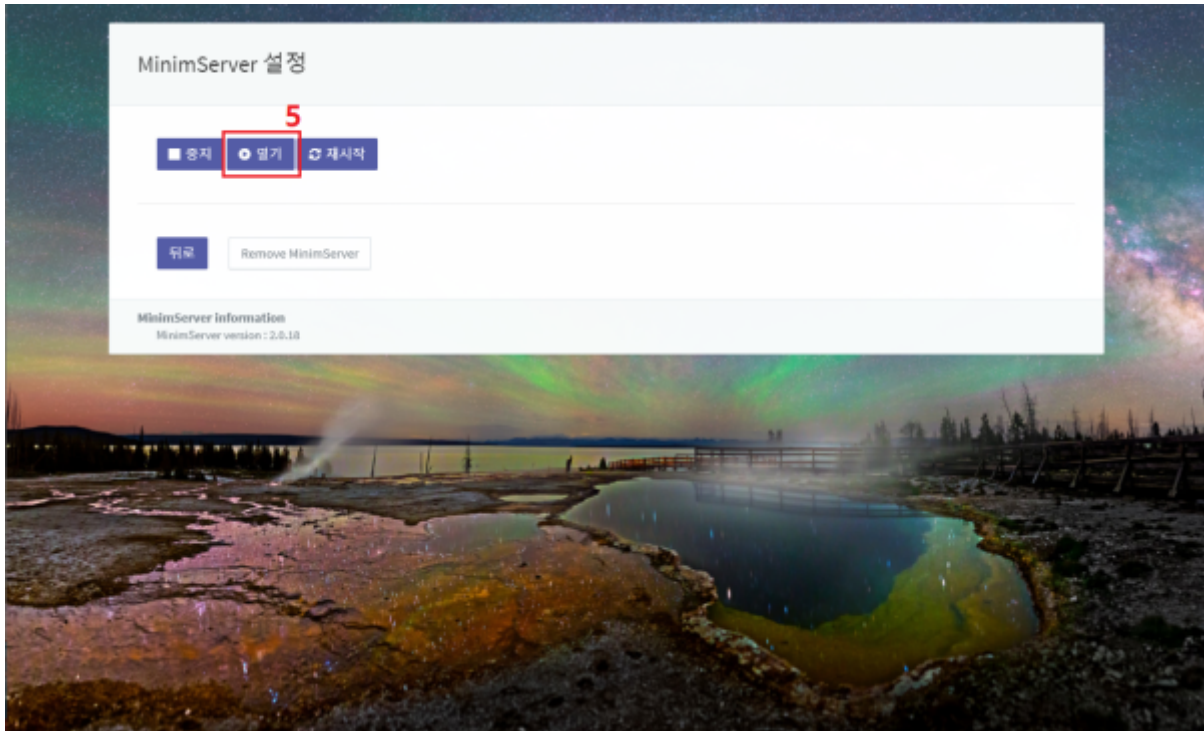 MinimServer 설정
5
중지 열기 재시작
뒤로 Remove MinimServer
MinimServer information
MinimServer version : 2.0.18